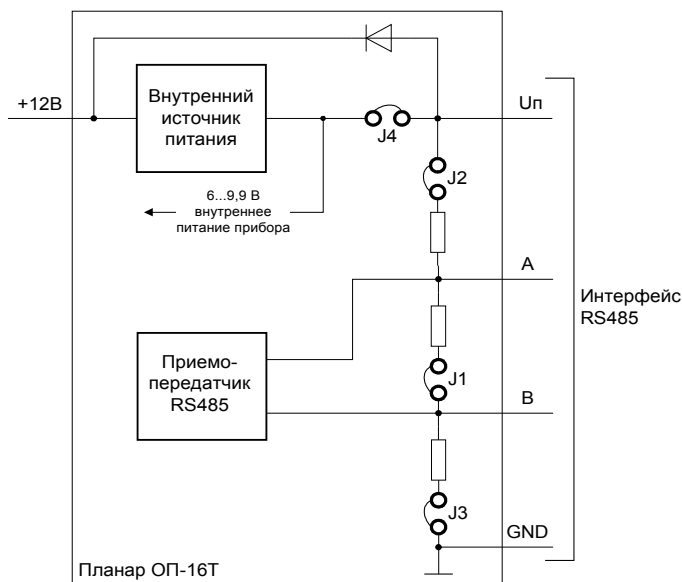 +12В
Внутренний
источник
питания
Uп
J4
J2
6...9,9 В
внутреннее
питание прибора
A
Интерфейс
RS485
Приемо-
передатчик
RS485
J1
B
J3
GND
Планар ОП-16Т